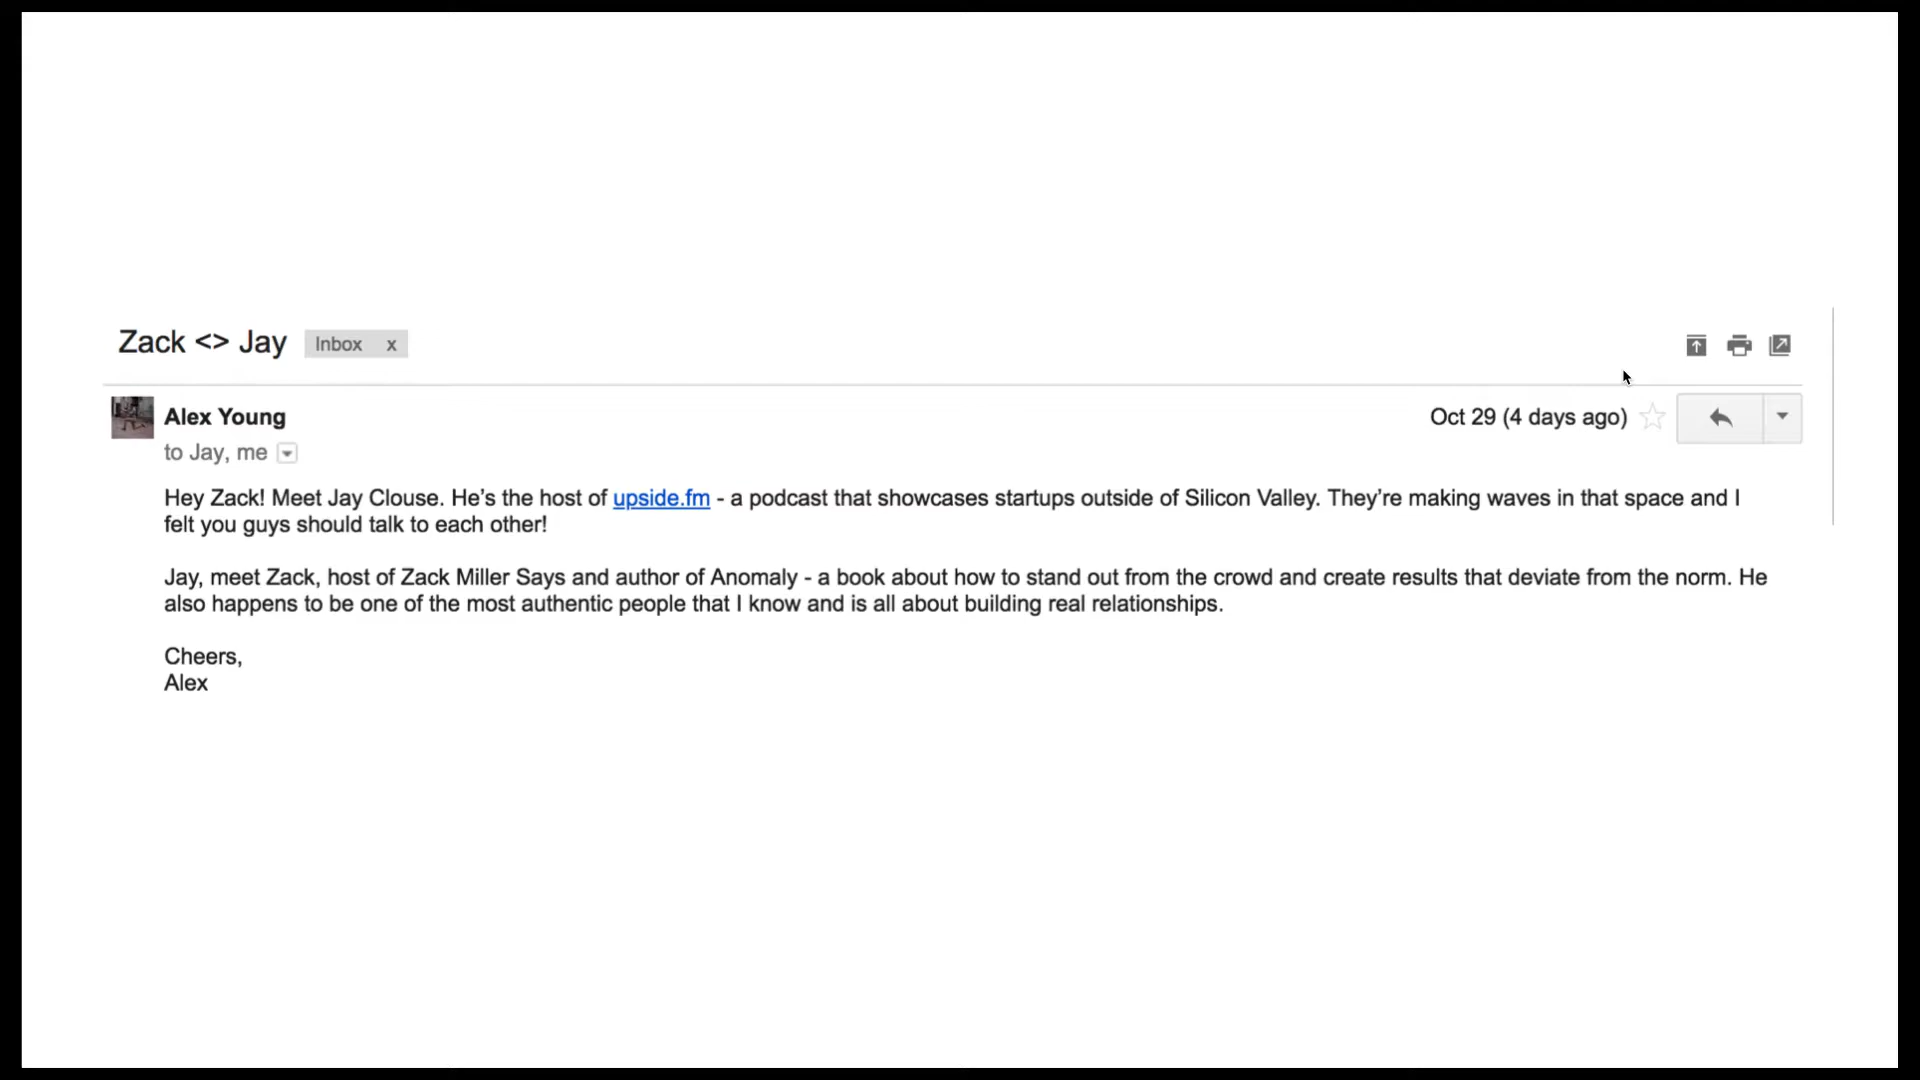 Zack <> Jay Inbox x
Alex Young Oct 29 (4 days ago)
to Jay, me
Hey Zack! Meet Jay Clouse. He’s the host of upside.fm - a podcast that showcases startups outside of Silicon Valley. They’re making waves in that space and I
felt you guys should talk to each other!
Jay, meet Zack, host of Zack Miller Says and author of Anomaly - a book about how to stand out from the crowd and create results that deviate from the norm. He
also happens to be one of the most authentic people that I know and is all about building real relationships.
Cheers,
Alex